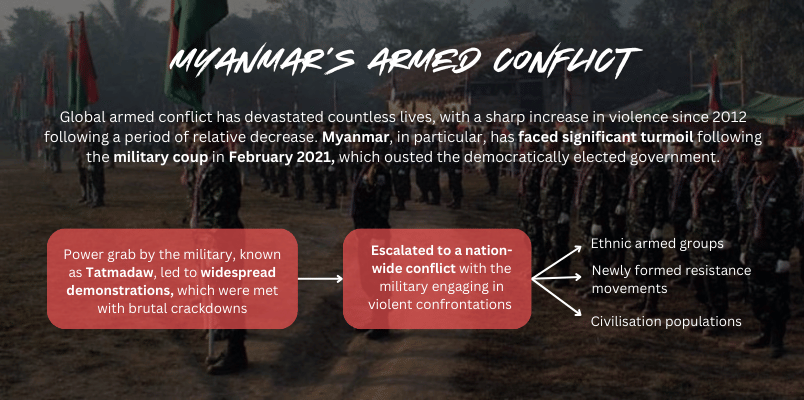 MYANMAR'S ARMED CONFLICT
Global armed conflict has devastated countless lives, with a sharp increase in violence since 2012
following a period of relative decrease. Myanmar, in particular, has faced significant turmoil following
the military coup in February 2021, which ousted the democratically elected government.
Power grab by the military, known
as Tatmadaw, led to widespread
demonstrations, which were met
with brutal crackdowns
Escalated to a nation-
wide conflict with the
military engaging in
violent confrontations
Ethnic armed groups
Newly formed resistance
movements
Civilisation populations